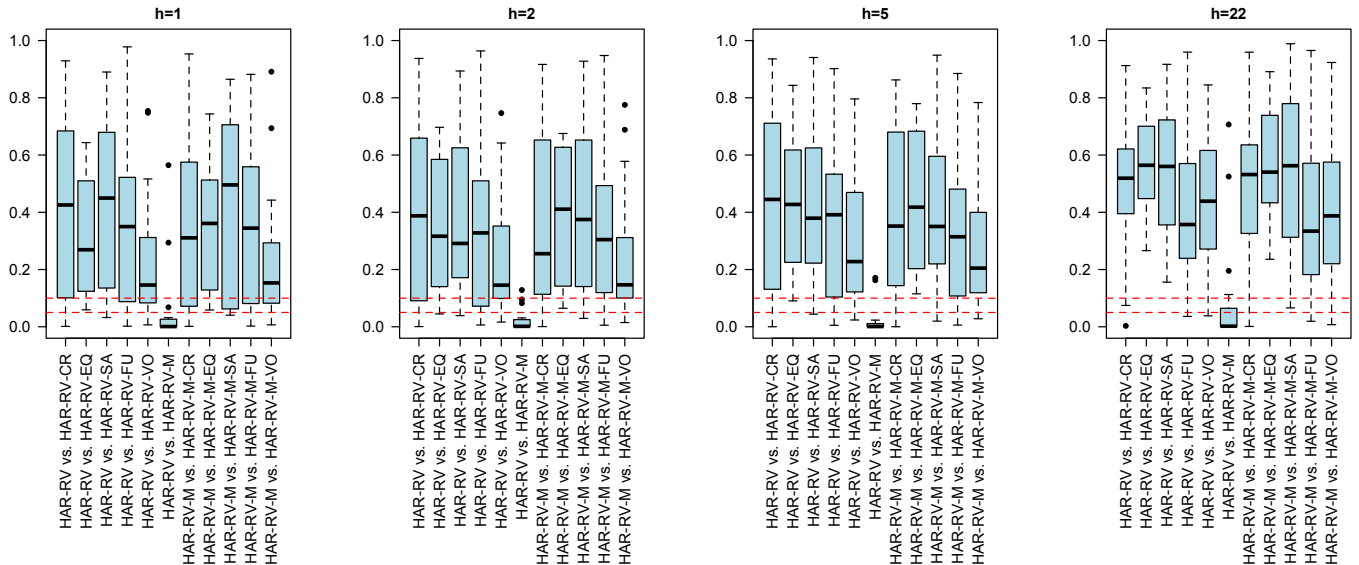 h=1
1.0
0.8
0.6
0.4
0.2
0.0
HAR-RV vs. HAR-RV-CR
HAR-RV vs. HAR-RV-EQ
HAR-RV vs. HAR-RV-SA
HAR-RV vs. HAR-RV-FU
HAR-RV vs. HAR-RV-VO
HAR-RV vs. HAR-RV-M
HAR-RV-M vs. HAR-RV-M-CR
HAR-RV-M vs. HAR-RV-M-EQ
HAR-RV-M vs. HAR-RV-M-SA
HAR-RV-M vs. HAR-RV-M-FU
HAR-RV-M vs. HAR-RV-M-VO
h=2
1.0
0.8
0.6
0.4
0.2
0.0
HAR-RV vs. HAR-RV-CR
HAR-RV vs. HAR-RV-EQ
HAR-RV vs. HAR-RV-SA
HAR-RV vs. HAR-RV-FU
HAR-RV vs. HAR-RV-VO
HAR-RV vs. HAR-RV-M
HAR-RV-M vs. HAR-RV-M-CR
HAR-RV-M vs. HAR-RV-M-EQ
HAR-RV-M vs. HAR-RV-M-SA
HAR-RV-M vs. HAR-RV-M-FU
HAR-RV-M vs. HAR-RV-M-VO
h=5
1.0
0.8
0.6
0.4
0.2
0.0
HAR-RV vs. HAR-RV-CR
HAR-RV vs. HAR-RV-EQ
HAR-RV vs. HAR-RV-SA
HAR-RV vs. HAR-RV-FU
HAR-RV vs. HAR-RV-VO
HAR-RV vs. HAR-RV-M
HAR-RV-M vs. HAR-RV-M-CR
HAR-RV-M vs. HAR-RV-M-EQ
HAR-RV-M vs. HAR-RV-M-SA
HAR-RV-M vs. HAR-RV-M-FU
HAR-RV-M vs. HAR-RV-M-VO
h=22
1.0
0.8
0.6
0.4
0.2
0.0
HAR-RV vs. HAR-RV-CR
HAR-RV vs. HAR-RV-EQ
HAR-RV vs. HAR-RV-SA
HAR-RV vs. HAR-RV-FU
HAR-RV vs. HAR-RV-VO
HAR-RV vs. HAR-RV-M
HAR-RV-M vs. HAR-RV-M-CR
HAR-RV-M vs. HAR-RV-M-EQ
HAR-RV-M vs. HAR-RV-M-SA
HAR-RV-M vs. HAR-RV-M-FU
HAR-RV-M vs. HAR-RV-M-VO